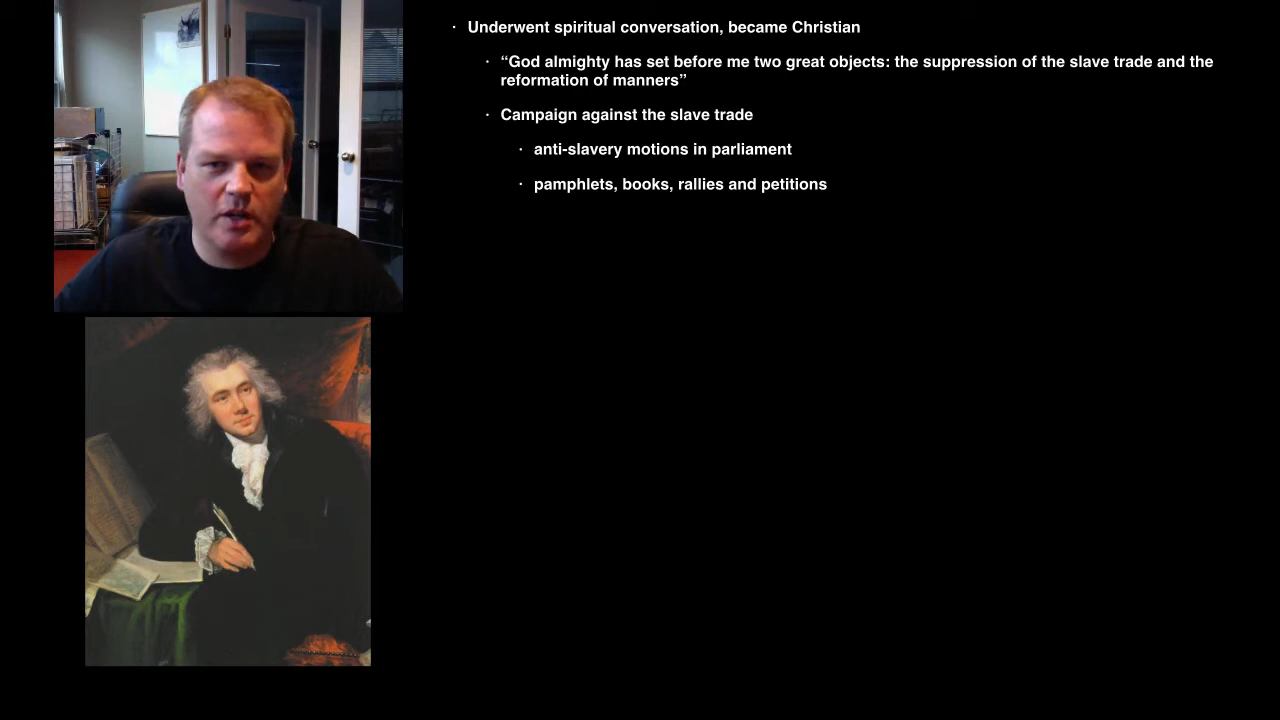 · Underwent spiritual conversation, became Christian
· “God almighty has set before me two great objects: the suppression of the slave trade and the
reformation of manners”
· Campaign against the slave trade
· anti-slavery motions in parliament
· pamphlets, books, rallies and petitions